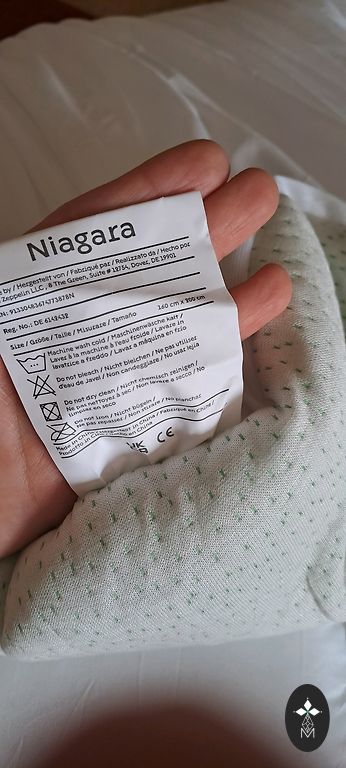 Niagara
by / Hergestellt von / Fabriqué par / Realizzato da / Hecho por
Zeppelin LLC, 8 The Green, Suite #
Dover, DE 19901
Reg. No.: DE
Size / Größe / Taille / Misuraze / Tamaño
160 cm x 200 cm
Machine wash cold / Maschinenwäsche kalt /
Lavez à la machine à l'eau froide / Lavare in
lavatrice a freddo / Lavar a máquina en frío
Do not bleach / Nicht bleichen / Ne pas utilisez
d'eau de javel / Non candeggiare / No usar lejía
Do not dry clean / Nicht chemisch reinigen /
Ne pas nettoyez à sec / Non lavare a secco / No
limpiar en seco
Do not iron / Nicht bügeln /
Ne pas repasser / Non stirare / No planchar
Made in China / Hergestellt in China / Fabriqué en Chine /
Prodotto in Cina / Hecho en China
UK
CA
CE
M